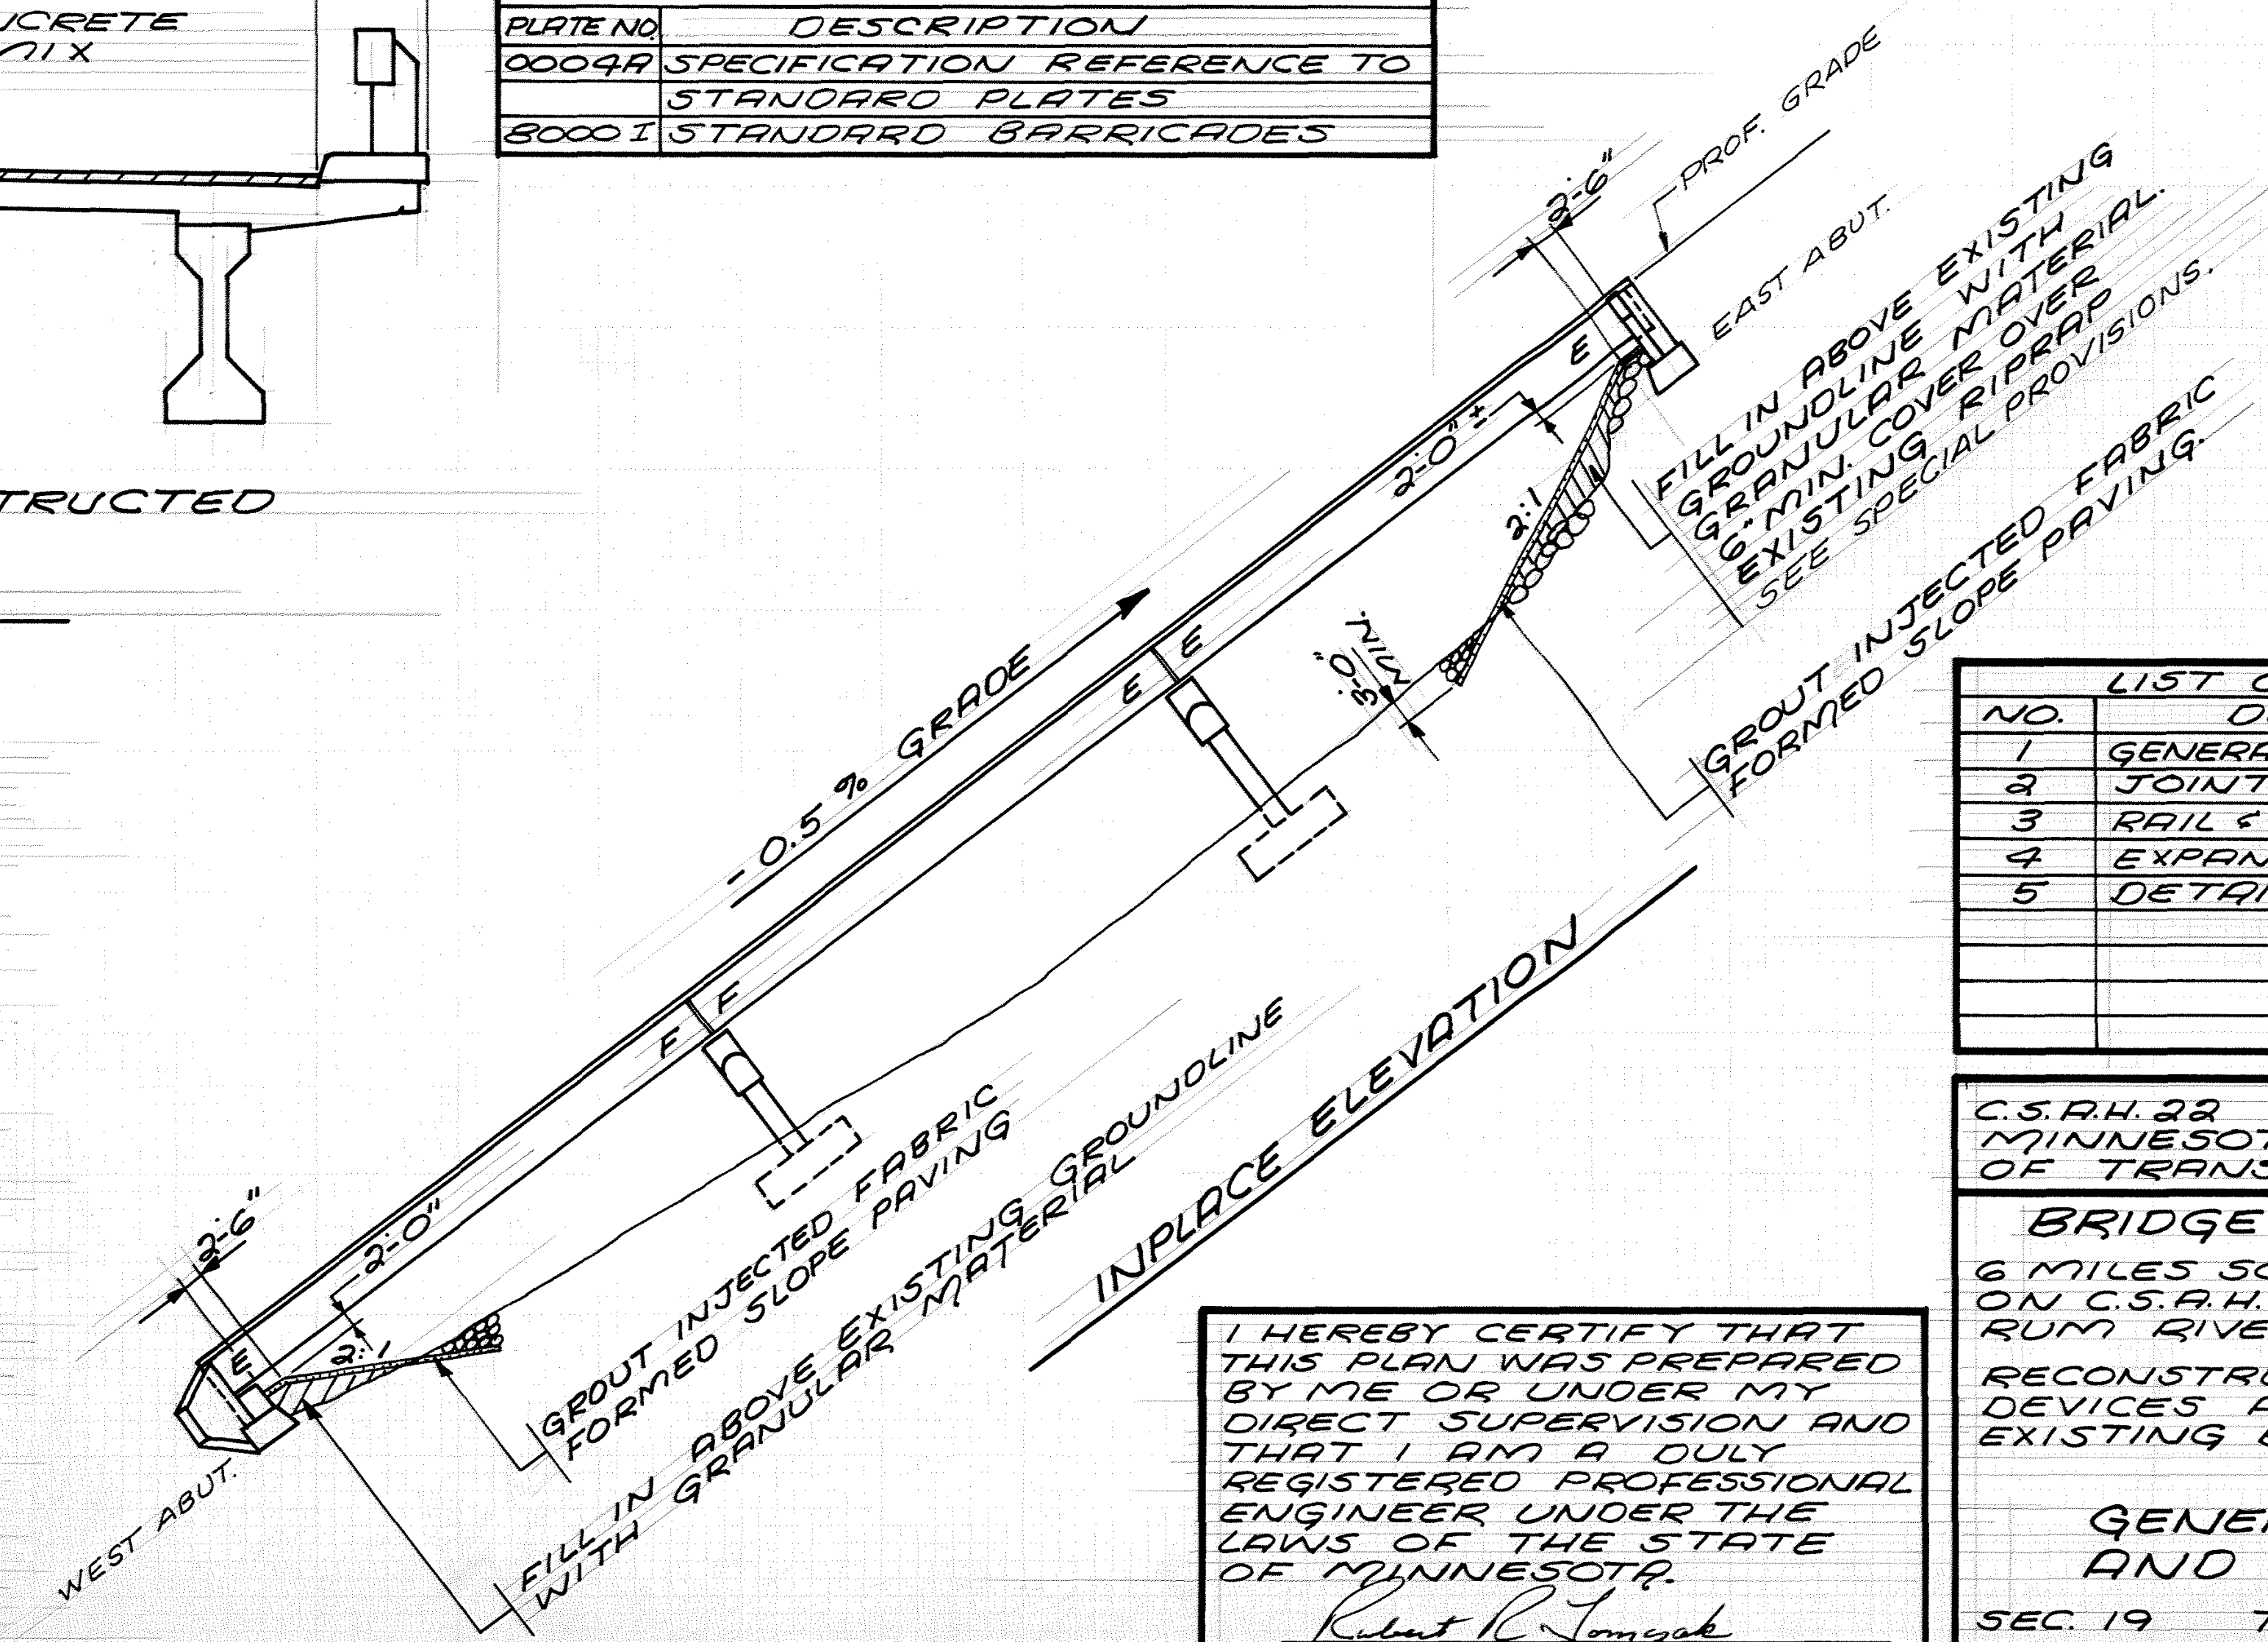 CRETE
MIX
PLATE NO. DESCRIPTION
0004A SPECIFICATION REFERENCE TO
STANDARD PLATES
8000I STANDARD BARRICADES
TRUCTED
2'-6"
PROF. GRADE
EAST ABUT.
E
2'-0" ±
2:1
FILL IN ABOVE EXISTING
GROUNDLINE WITH
GRANULAR MATERIAL.
6" MIN. COVER OVER
EXISTING RIPRAP
SEE SPECIAL PROVISIONS.
GROUT INJECTED FABRIC
FORMED SLOPE PAVING.
3'-0"
MIN.
- 0.5 % GRADE
E
E
F
F
2'-6"
2'-0"
E
2:1
WEST ABUT.
GROUT INJECTED FABRIC
FORMED SLOPE PAVING
FILL IN ABOVE EXISTING GROUNDLINE
WITH GRANULAR MATERIAL
INPLACE ELEVATION
LIST
NO.
1 GENERA
2 JOINT
3 RAIL &
4 EXPAN
5 DETAI
C.S.A.H. 22
MINNESOT
OF TRANS
BRIDGE
6 MILES SO
ON C.S.A.H.
RUM RIVE
RECONSTRU
DEVICES
EXISTING
GENE
AND
SEC. 19
I HEREBY CERTIFY THAT
THIS PLAN WAS PREPARED
BY ME OR UNDER MY
DIRECT SUPERVISION AND
THAT I AM A DULY
REGISTERED PROFESSIONAL
ENGINEER UNDER THE
LAWS OF THE STATE
OF MINNESOTA.
Robert R.